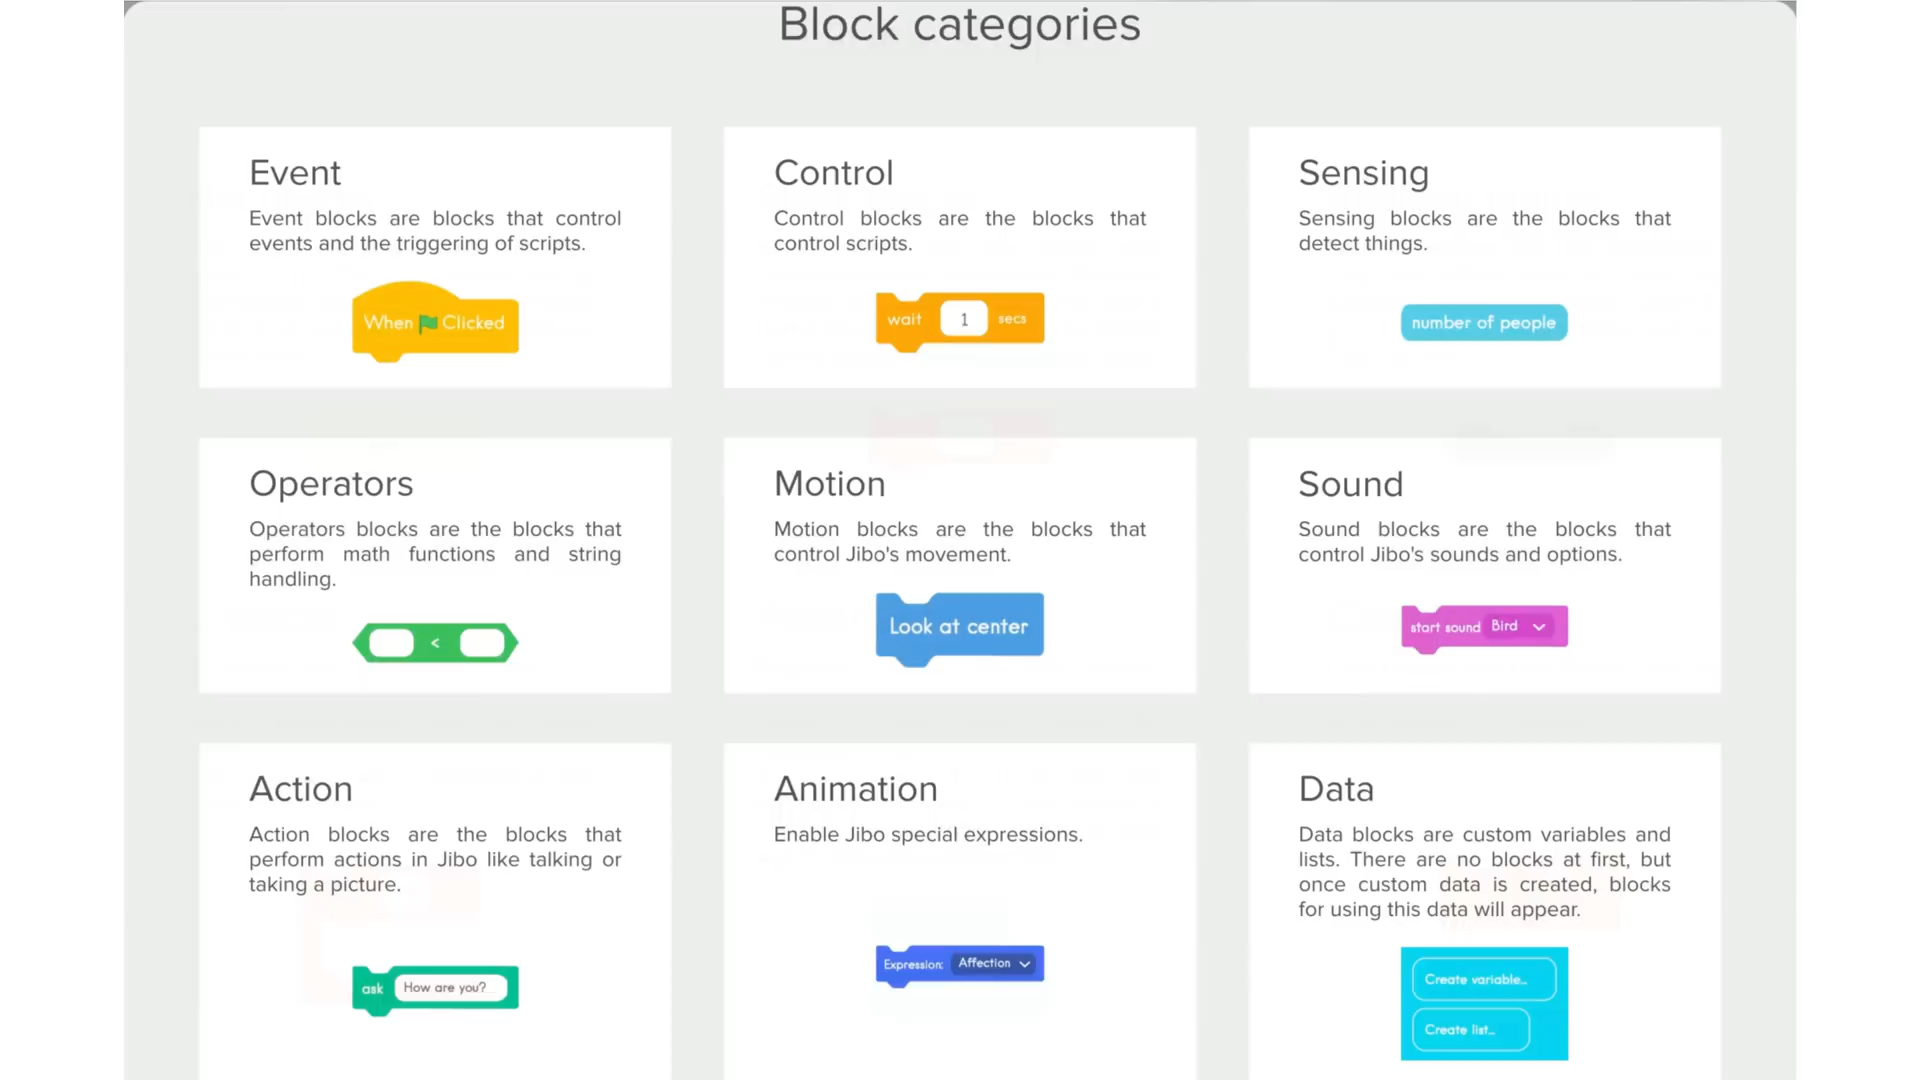 Block categories
Event
Event blocks are blocks that control
events and the triggering of scripts.
When Clicked
Control
Control blocks are the blocks that
control scripts.
wait 1 secs
Sensing
Sensing blocks are the blocks that
detect things.
number of people
Operators
Operators blocks are the blocks that
perform math functions and string
handling.
<
Motion
Motion blocks are the blocks that
control Jibo's movement.
Look at center
Sound
Sound blocks are the blocks that
control Jibo's sounds and options.
start sound Bird
Action
Action blocks are the blocks that
perform actions in Jibo like talking or
taking a picture.
ask How are you?
Animation
Enable Jibo special expressions.
Expression: Affection
Data
Data blocks are custom variables and
lists. There are no blocks at first, but
once custom data is created, blocks
for using this data will appear.
Create variable...
Create list...